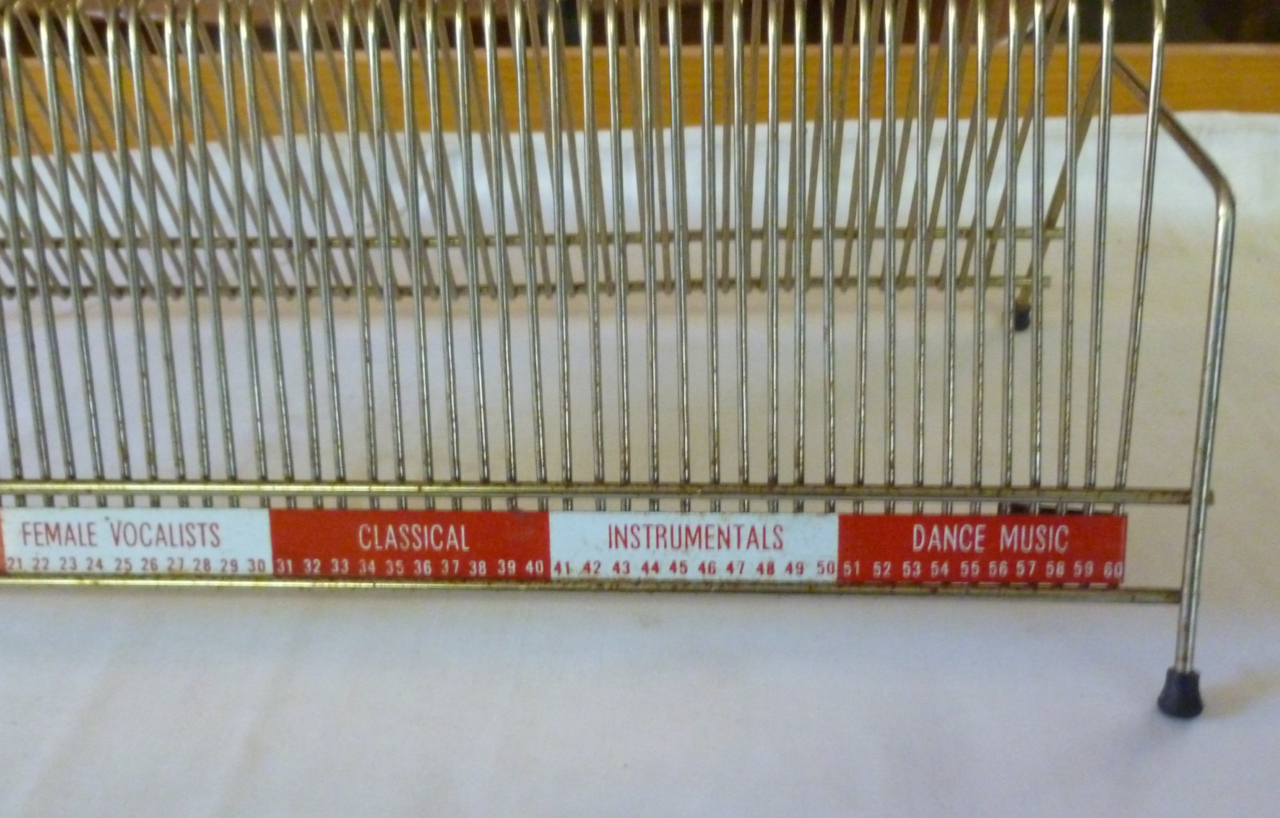 FEMALE VOCALISTS
21 22 23 24 25 26 27 28 29 30
CLASSICAL
31 32 33 34 35 36 37 38 39 40
INSTRUMENTALS
41 42 43 44 45 46 47 48 49 50
DANCE MUSIC
51 52 53 54 55 56 57 58 59 60